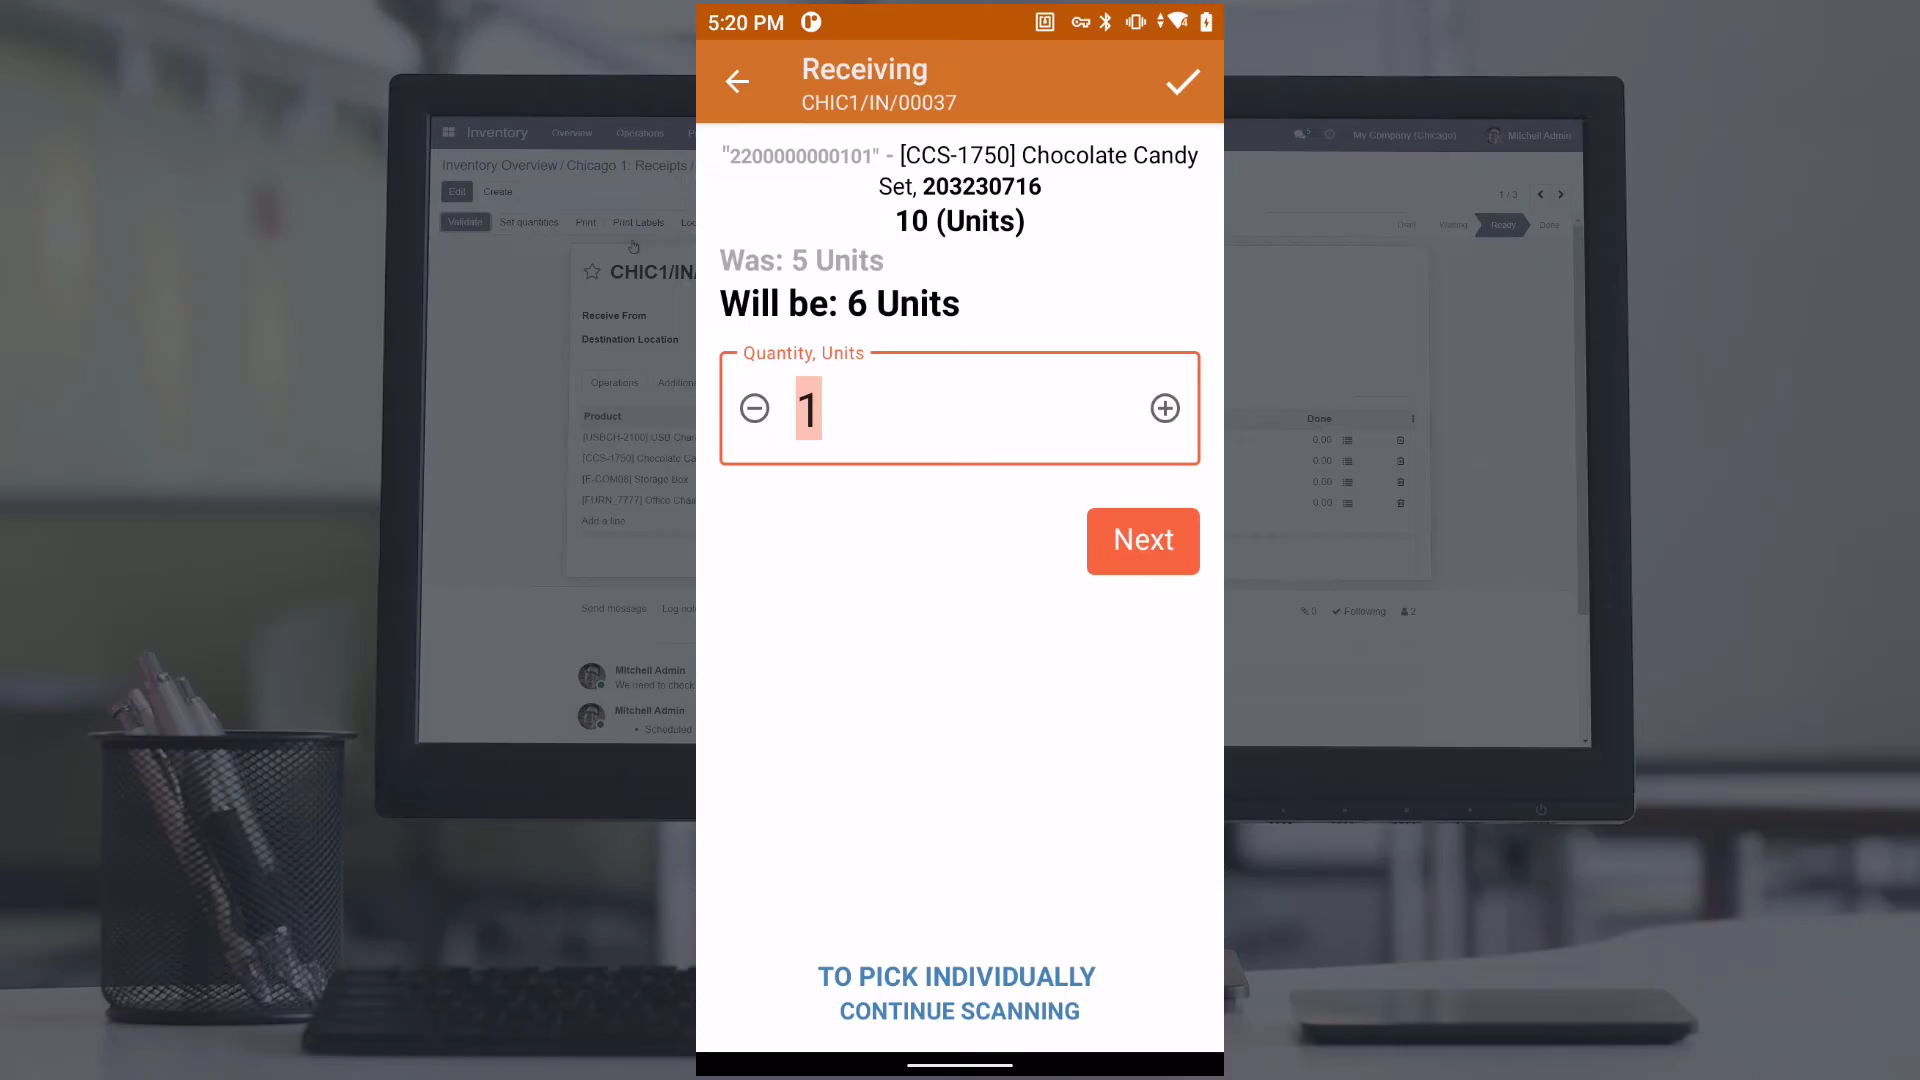 5:20 PM
Receiving
CHIC1/IN/00037
"2200000000101" - [CCS-1750] Chocolate Candy
Set, 203230716
10 (Units)
Was: 5 Units
Will be: 6 Units
Quantity, Units
1
Next
TO PICK INDIVIDUALLY
CONTINUE SCANNING
Inventory Overview Operations
My Company (Chicago) Mitchell Admin
Inventory Overview / Chicago 1: Receipts /
Edit Create
1 / 3
Validate Set quantities Print Print Labels
Draft Waiting Ready Done
CHIC1/IN/
Receive From
Destination Location
Operations
Product Done
[USBCH-2100] USB 0.00
[CCS-1750] Chocolate 0.00
[F-COM08] Storage Box 0.00
[FURN_7777] Office 0.00
Add a line
Send message Log
0 Following 2
Mitchell Admin
We need to check
Mitchell Admin
• Scheduled